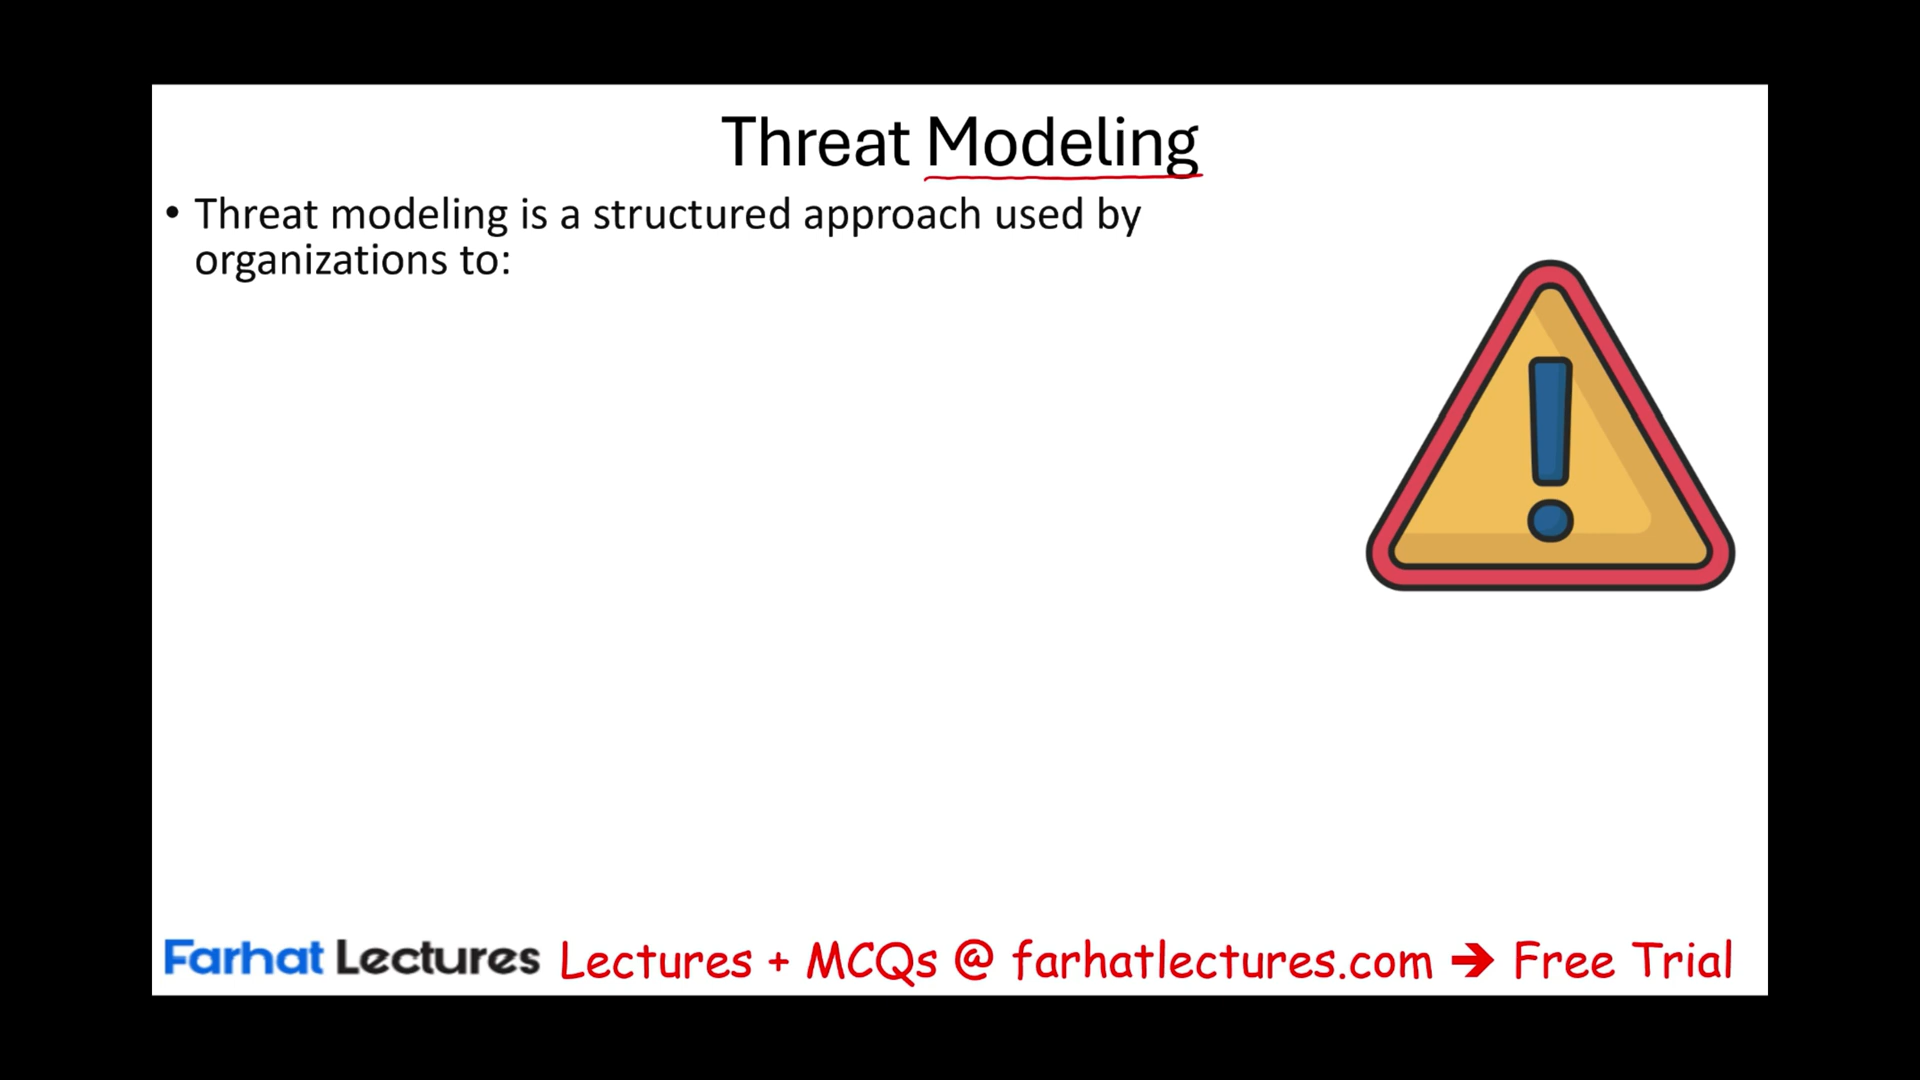 Threat Modeling
• Threat modeling is a structured approach used by
organizations to:
Farhat Lectures Lectures + MCQs @ farhatlectures.com ➔ Free Trial